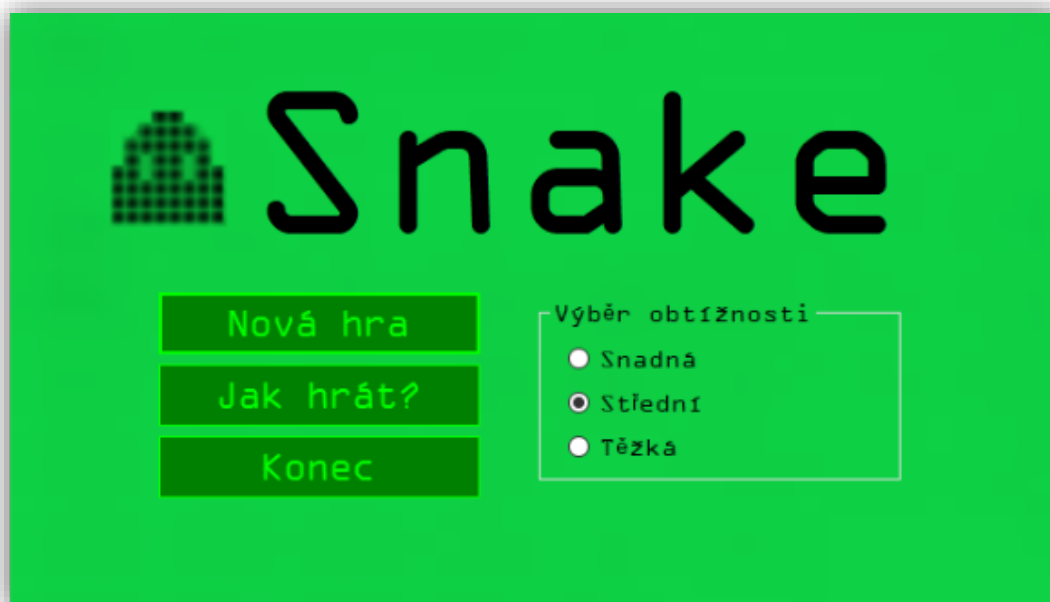 Snake
Nová hra
Jak hrát?
Konec
Výběr obtížnosti
Snadná
Střední
Těžká